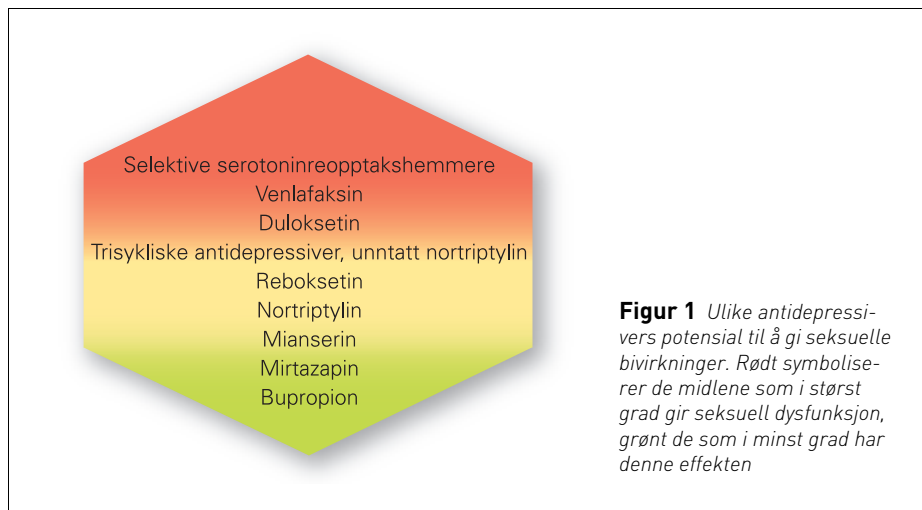 Selektive serotoninreopptakshemmere
Venlafaksin
Duloksetin
Trisykliske antidepressiver, unntatt nortriptylin
Reboksetin
Nortriptylin
Mianserin
Mirtazapin
Bupropion
Figur 1 Ulike antidepressi-
vers potensial til å gi seksuelle
bivirkninger. Rødt symbolise-
rer de midlene som i størst
grad gir seksuell dysfunksjon,
grønt de som i minst grad har
denne effekten